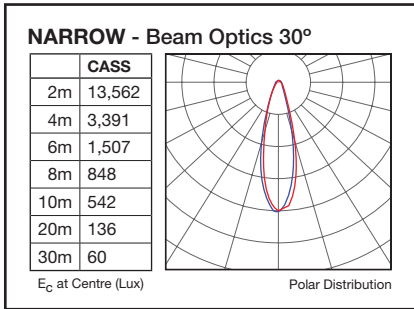 NARROW - Beam Optics 30º
CASS
2m 13,562
4m 3,391
6m 1,507
8m 848
10m 542
20m 136
30m 60
EC at Centre (Lux)
Polar Distribution